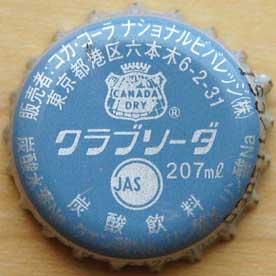 販売者:コカ・コーラ ナショナルビバレッジ(株)
東京都港区六本木6-2-31
CANADA
DRY
®
クラブソーダ
JAS
207mℓ
炭酸飲料